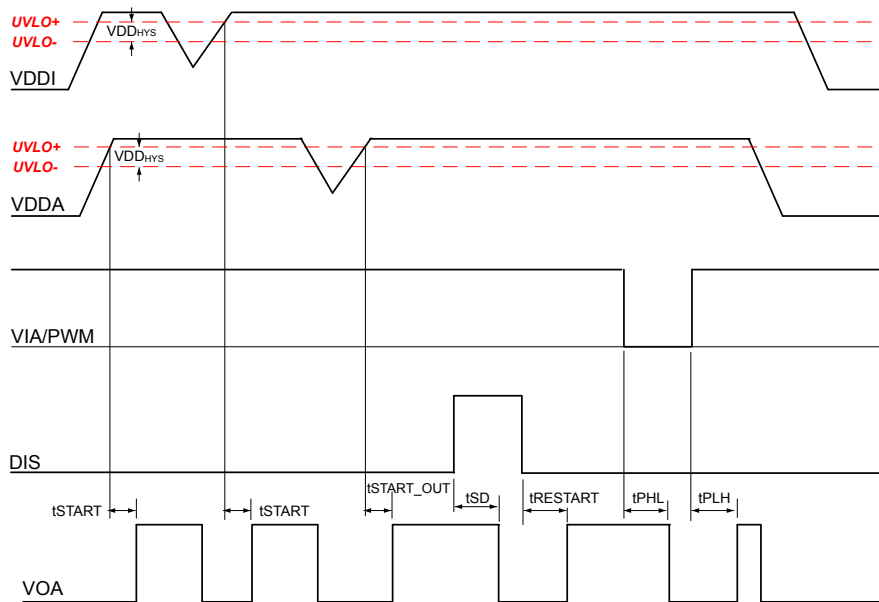 UVLO+
VDDHYS
UVLO-
VDDI
UVLO+
VDDHYS
UVLO-
VDDA
VIA/PWM
DIS
tSTART
tSTART
tSTART_OUT
tSD
tRESTART
tPHL
tPLH
VOA